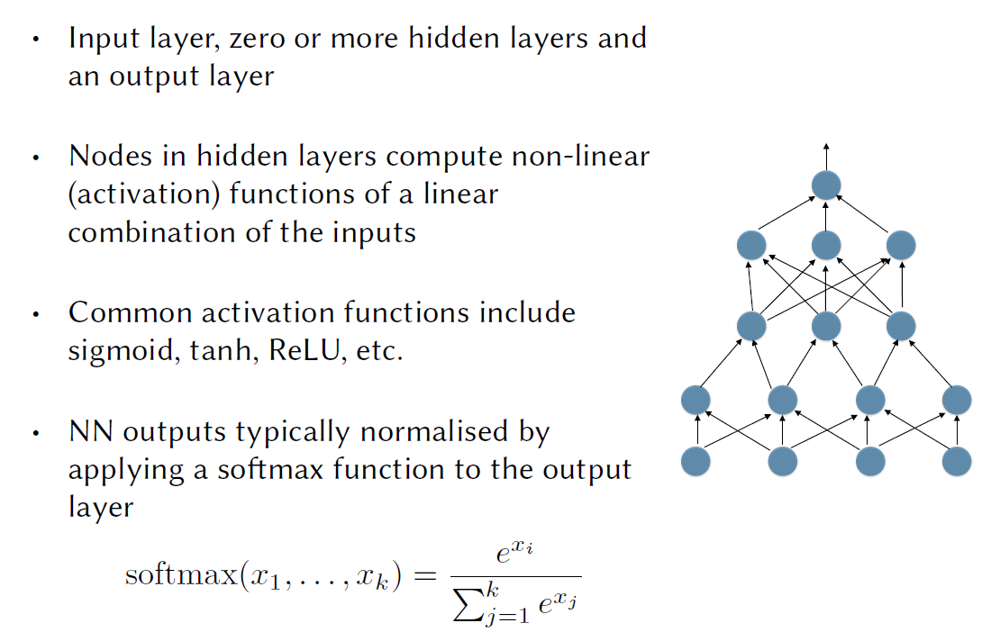 • Input layer, zero or more hidden layers and
an output layer
• Nodes in hidden layers compute non-linear
(activation) functions of a linear
combination of the inputs
• Common activation functions include
sigmoid, tanh, ReLU, etc.
• NN outputs typically normalised by
applying a softmax function to the output
layer
softmax(x_1, . . . , x_k) = \frac{e^{x_i}}{\sum_{j=1}^{k} e^{x_j}}